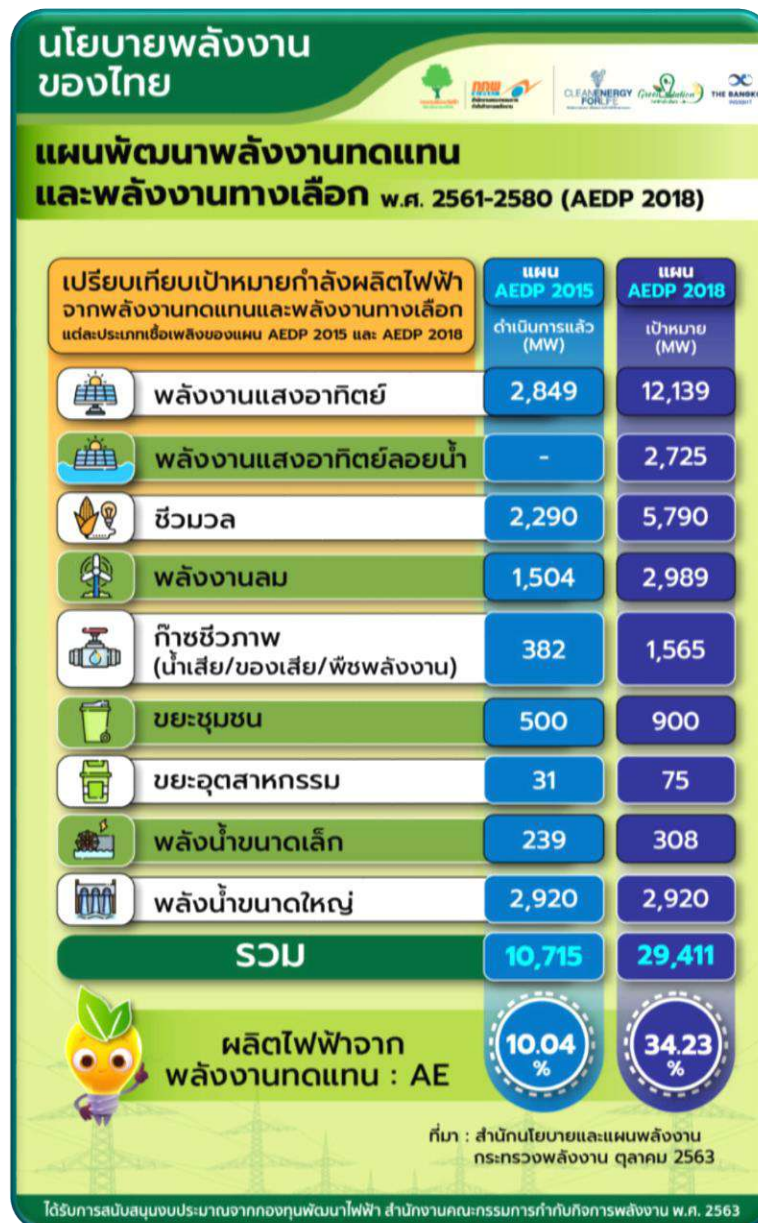 นโยบายพลังงาน
ของไทย
กกพ
CLEAN ENERGY
FOR LIFE
THE BANGK
INSIGHT
แผนพัฒนาพลังงานทดแทน
และพลังงานทางเลือก พ.ศ. 2561-2580 (AEDP 2018)
เปรียบเทียบเป้าหมายกำลังผลิตไฟฟ้า
จากพลังงานทดแทนและพลังงานทางเลือก
แต่ละประเภทเชื้อเพลิงของแผน AEDP 2015 และ AEDP 2018
แผน
AEDP 2015
ดำเนินการแล้ว
(MW)
แผน
AEDP 2018
เป้าหมาย
(MW)
พลังงานแสงอาทิตย์ 2,849 12,139
พลังงานแสงอาทิตย์ลอยน้ำ - 2,725
ชีวมวล 2,290 5,790
พลังงานลม 1,504 2,989
ก๊าซชีวภาพ
(น้ำเสีย/ของเสีย/พืชพลังงาน) 382 1,565
ขยะชุมชน 500 900
ขยะอุตสาหกรรม 31 75
พลังน้ำขนาดเล็ก 239 308
พลังน้ำขนาดใหญ่ 2,920 2,920
รวม 10,715 29,411
ผลิตไฟฟ้าจาก
พลังงานทดแทน : AE
10.04
%
34.23
%
ที่มา : สำนักนโยบายและแผนพลังงาน
กระทรวงพลังงาน ตุลาคม 2563
ได้รับการสนับสนุนงบประมาณจากกองทุนพัฒนาไฟฟ้า สำนักงานคณะกรรมการกำกับกิจการพลังงาน พ.ศ. 2563